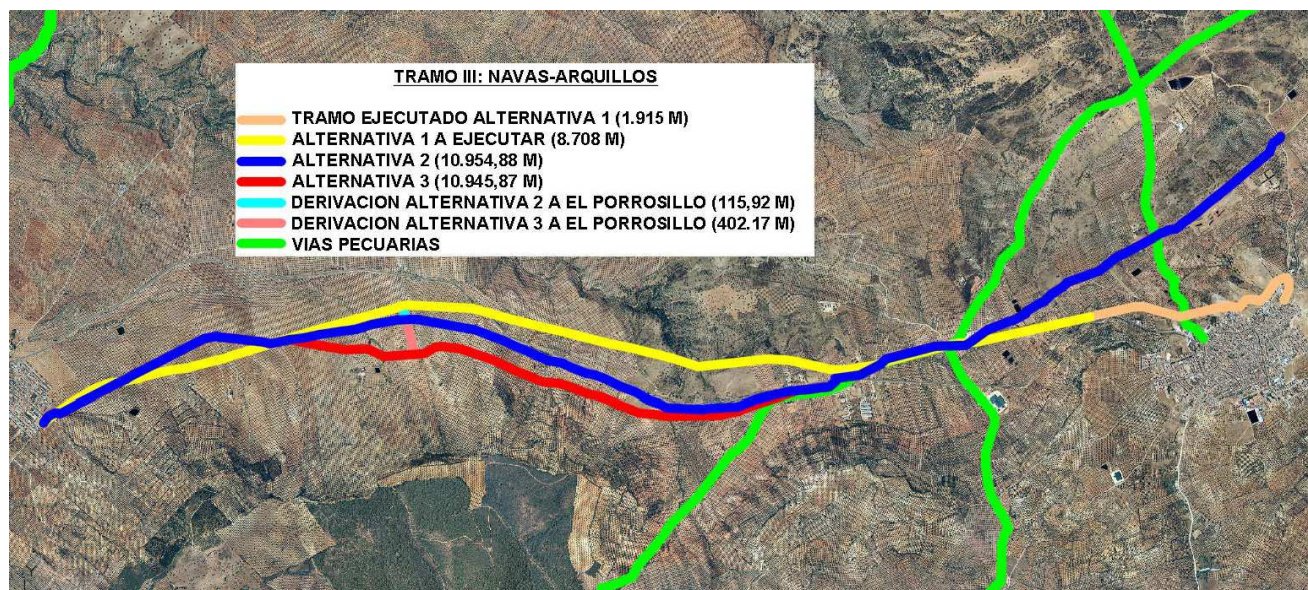 TRAMO III: NAVAS-ARQUILLOS
TRAMO EJECUTADO ALTERNATIVA 1 (1.915 M)
ALTERNATIVA 1 A EJECUTAR (8.708 M)
ALTERNATIVA 2 (10.954,88 M)
ALTERNATIVA 3 (10.945,87 M)
DERIVACION ALTERNATIVA 2 A EL PORROSILLO (115,92 M)
DERIVACION ALTERNATIVA 3 A EL PORROSILLO (402.17 M)
VIAS PECUARIAS